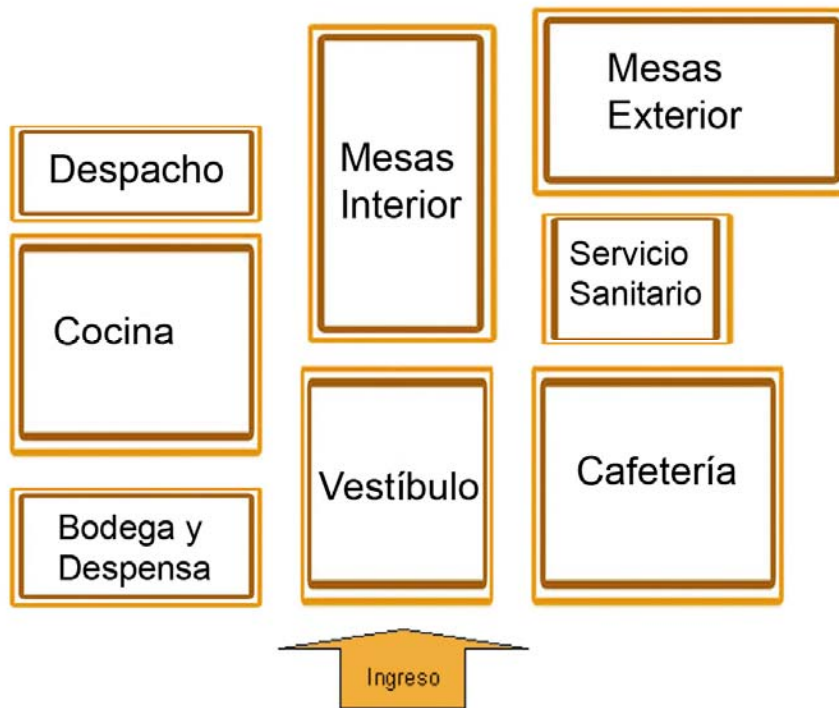 Despacho
Cocina
Bodega y
Despensa
Mesas
Interior
Vestíbulo
Mesas
Exterior
Servicio
Sanitario
Cafetería
Ingreso